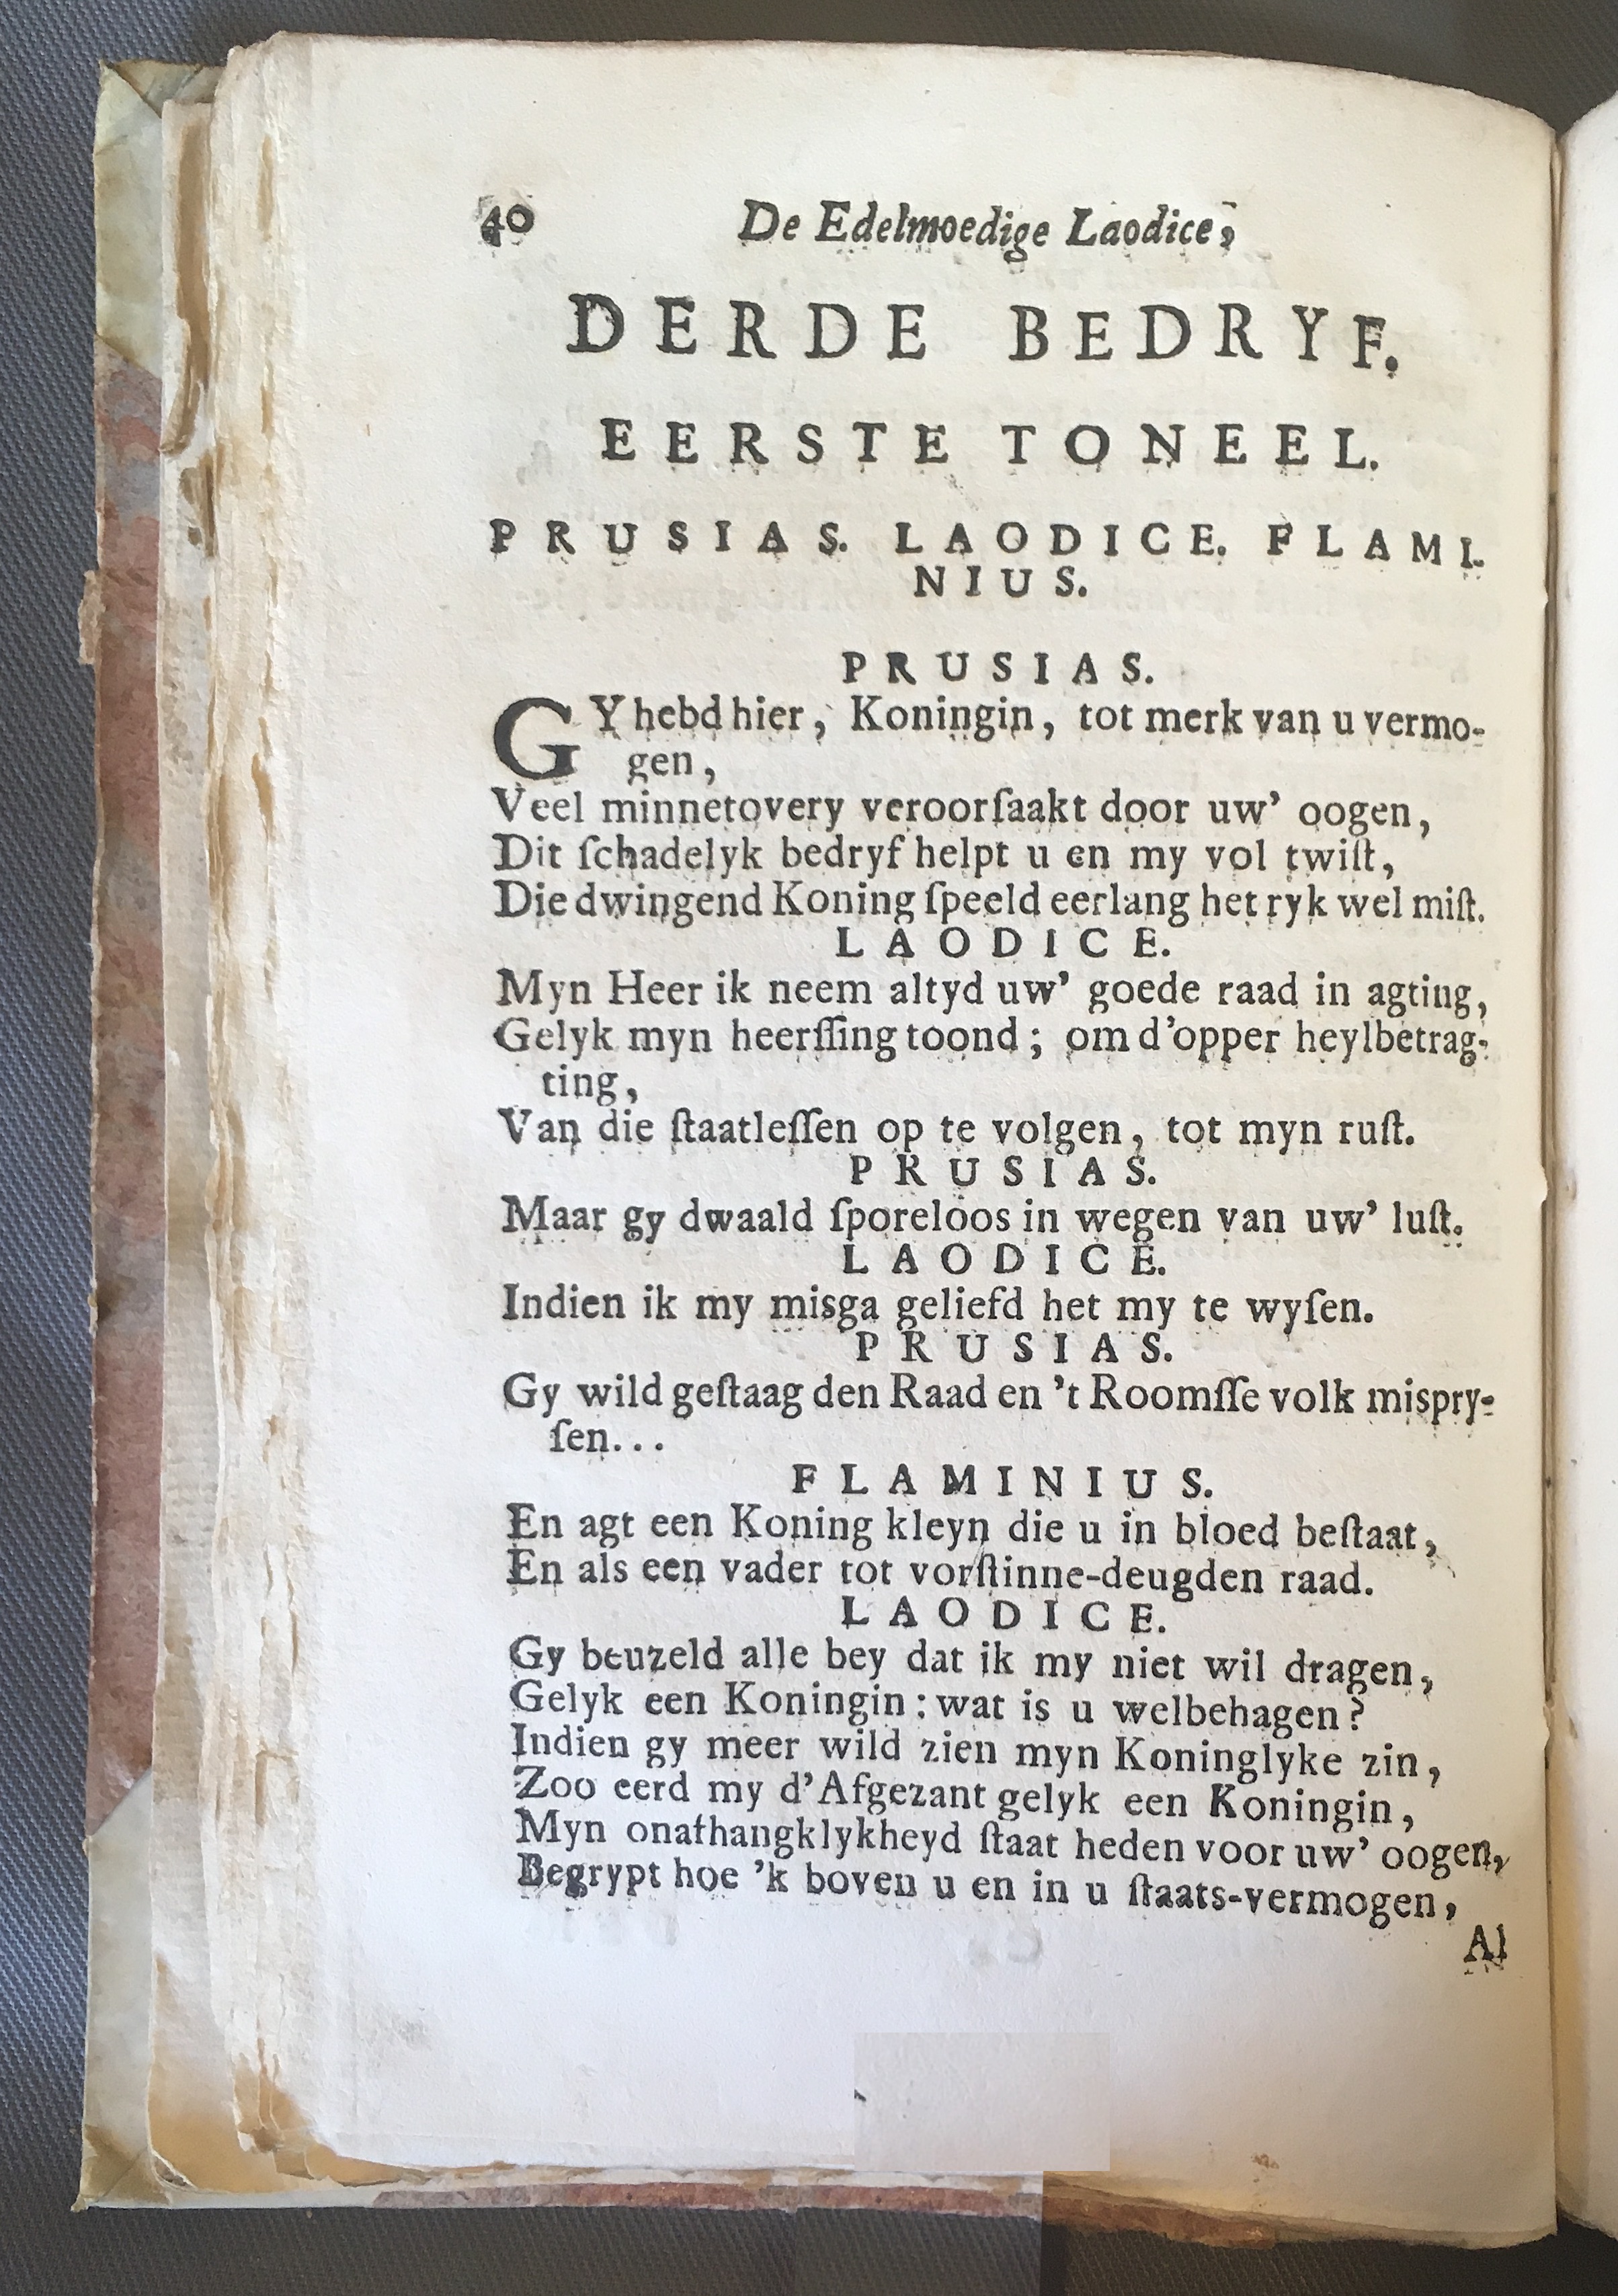 40 De Edelmoedige Laodice,
DERDE BEDRYF.
EERSTE TONEEL.
PRUSIAS. LAODICE. FLAMI-
NIUS.
PRUSIAS.
GY hebd hier, Koningin, tot merk van u vermo-
gen,
Veel minnetovery veroorſaakt door uw' oogen,
Dit ſchadelyk bedryf helpt u en my vol twiſt,
Die dwingend Koning ſpeeld eerlang het ryk wel miſt.
LAODICE.
Myn Heer ik neem altyd uw' goede raad in agting,
Gelyk myn heerſſing toond; om d'opper heylbetrag-
ting,
Van die ſtaatleſſen op te volgen, tot myn ruſt.
PRUSIAS.
Maar gy dwaald ſporeloos in wegen van uw' luſt.
LAODICE.
Indien ik my misga geliefd het my te wyſen.
PRUSIAS.
Gy wild geſtaag den Raad en 't Roomſſe volk mispry-
ſen...
FLAMINIUS.
En agt een Koning kleyn die u in bloed beſtaat,
En als een vader tot vorſtinne-deugden raad.
LAODICE.
Gy beuzeld alle bey dat ik my niet wil dragen,
Gelyk een Koningin: wat is u welbehagen?
Indien gy meer wild zien myn Koninglyke zin,
Zoo eerd my d'Afgezant gelyk een Koningin,
Myn onafhangklykheyd ſtaat heden voor uw' oogen,
Begrypt hoe 'k boven u en in u ſtaats-vermogen,
Al